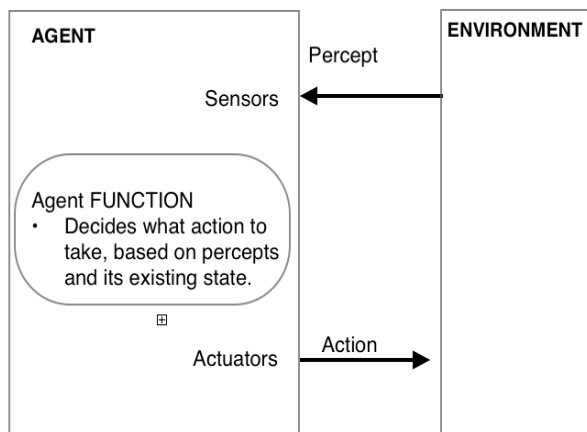 AGENT
ENVIRONMENT
Percept
Sensors
Agent FUNCTION
• Decides what action to
take, based on percepts
and its existing state.
Action
Actuators